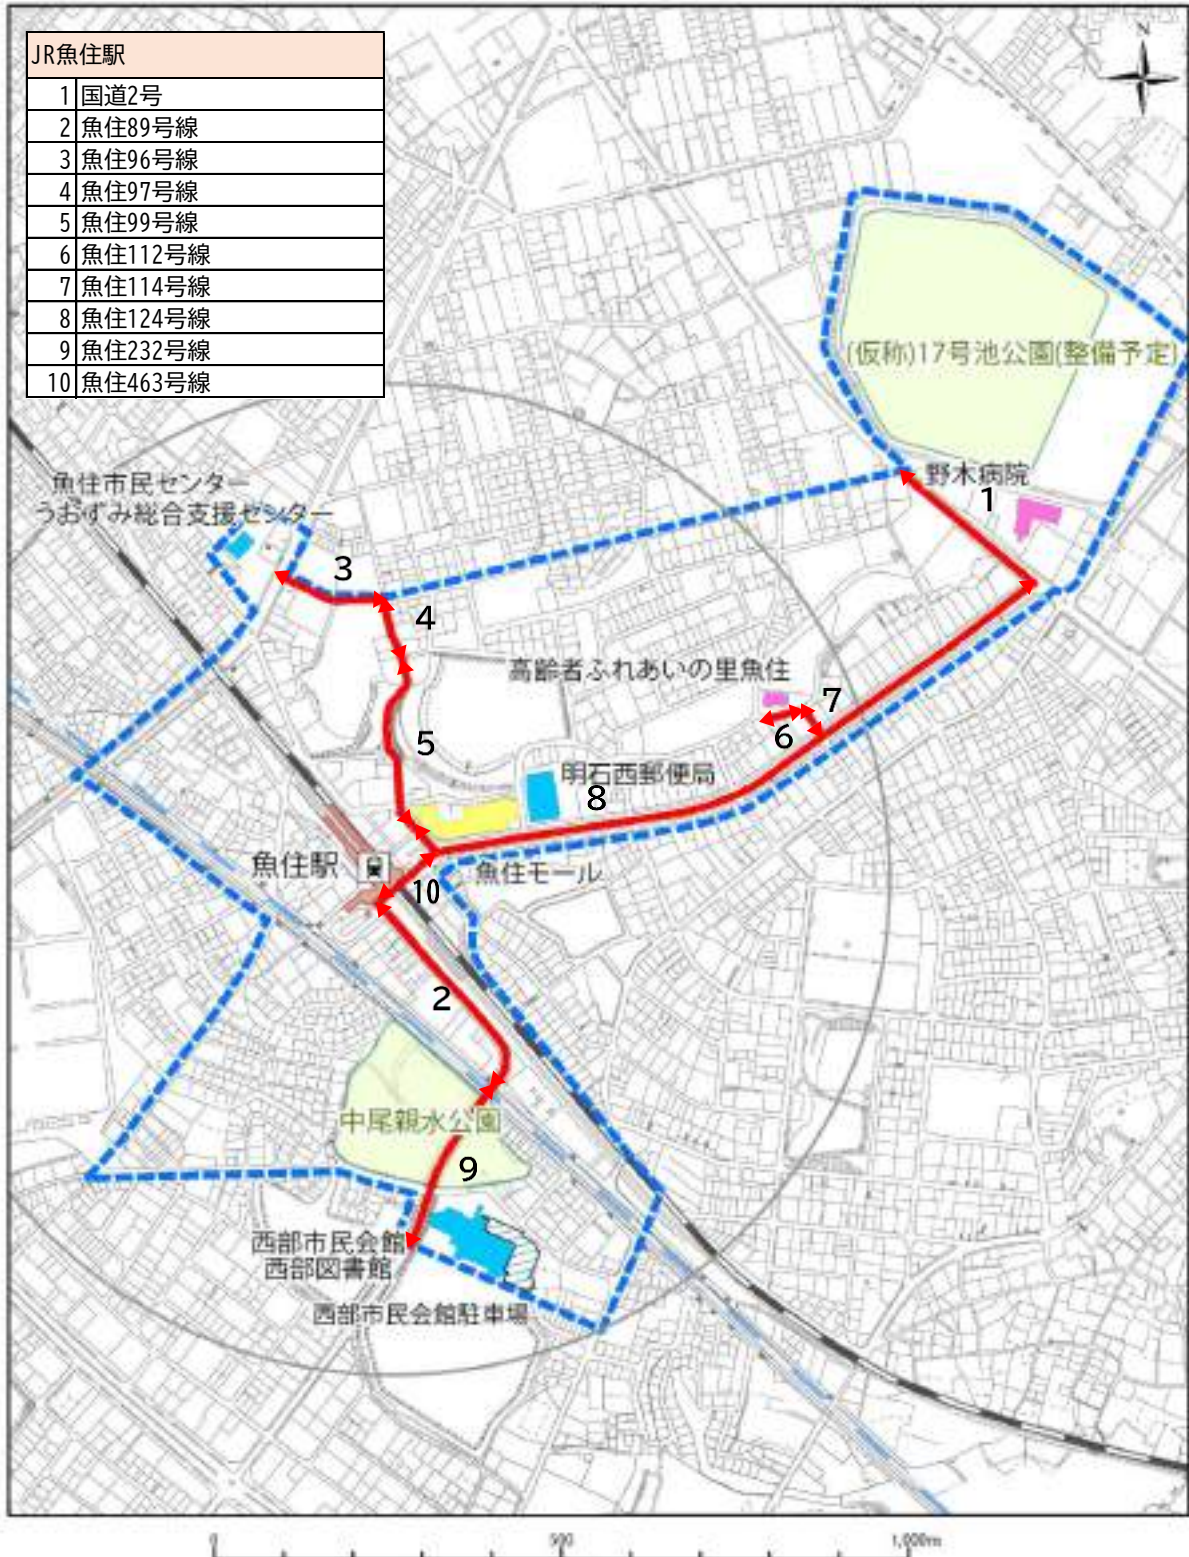 JR魚住駅
1 国道2号
2 魚住89号線
3 魚住96号線
4 魚住97号線
5 魚住99号線
6 魚住112号線
7 魚住114号線
8 魚住124号線
9 魚住232号線
10 魚住463号線
N
(仮称)17号池公園(整備予定)
野木病院
1
魚住市民センター
うおずみ総合支援センター
3
4
高齢者ふれあいの里魚住
7
6
5
明石西郵便局
8
魚住駅
魚住モール
10
2
中尾親水公園
9
西部市民会館
西部図書館
西部市民会館駐車場
0 500 1,000m